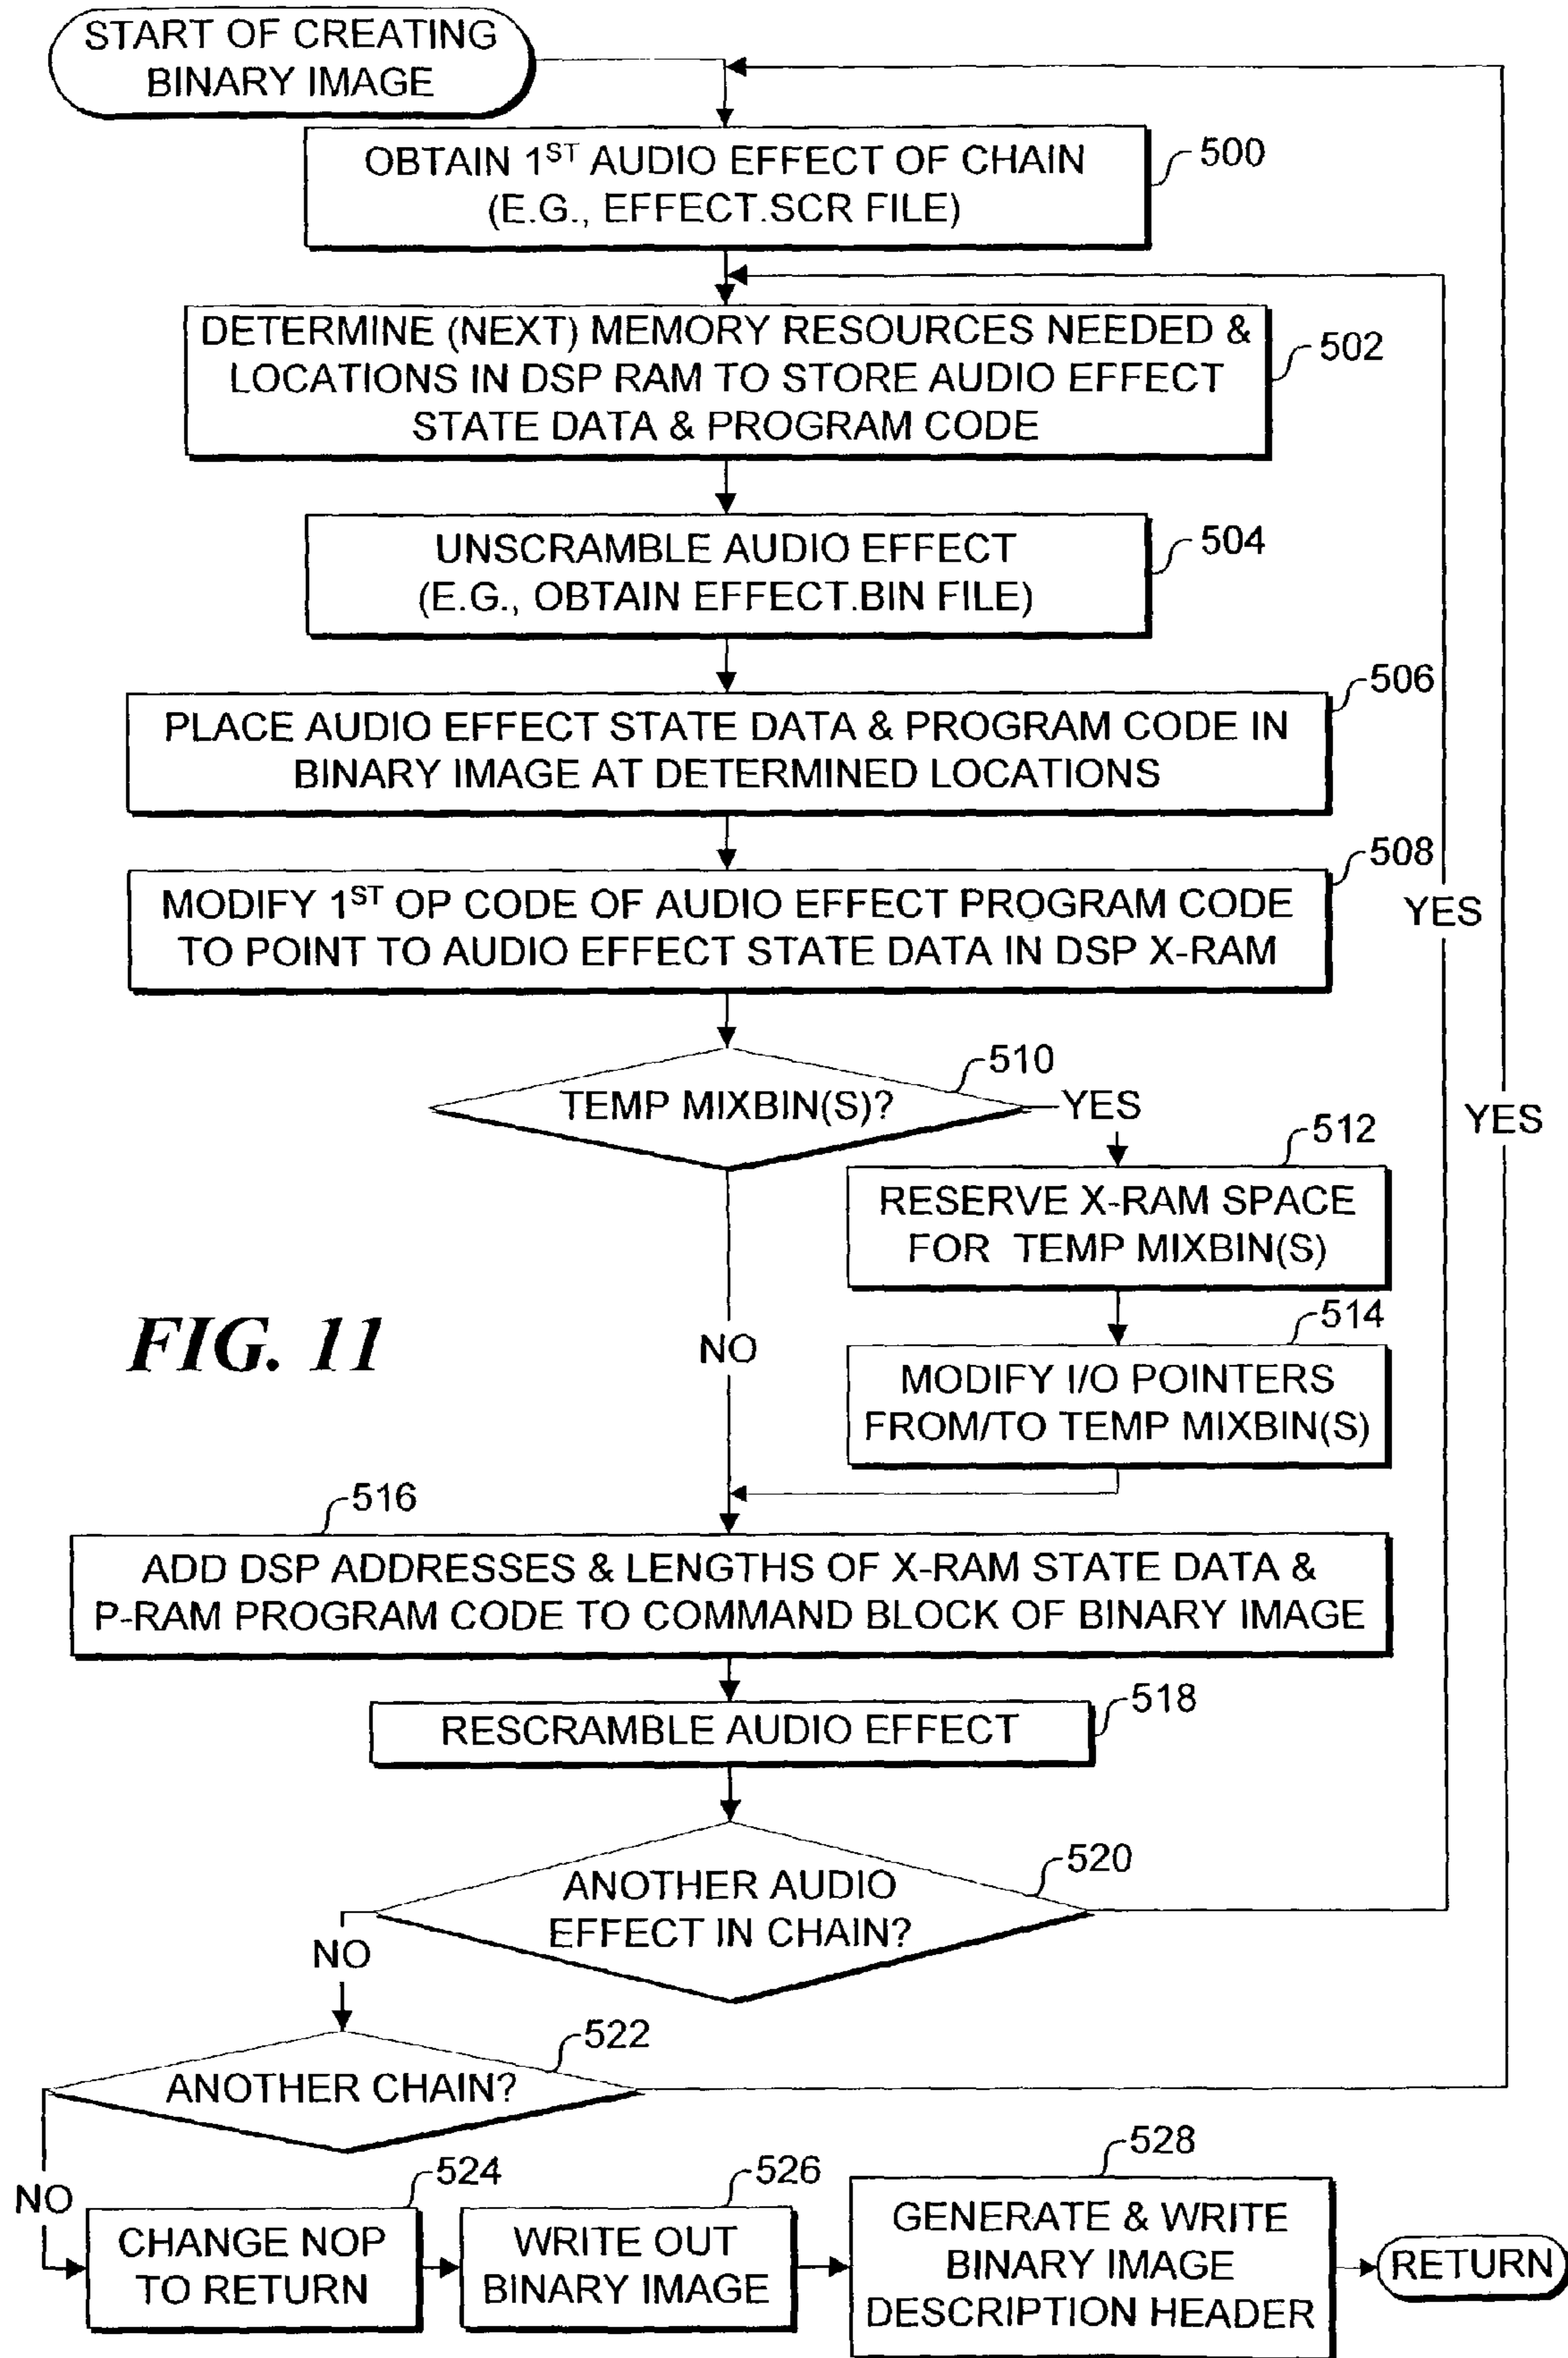 START OF CREATING
BINARY IMAGE
OBTAIN 1ST AUDIO EFFECT OF CHAIN
(E.G., EFFECT.SCR FILE)
500
DETERMINE (NEXT) MEMORY RESOURCES NEEDED &
LOCATIONS IN DSP RAM TO STORE AUDIO EFFECT
STATE DATA & PROGRAM CODE
502
UNSCRAMBLE AUDIO EFFECT
(E.G., OBTAIN EFFECT.BIN FILE)
504
PLACE AUDIO EFFECT STATE DATA & PROGRAM CODE IN
BINARY IMAGE AT DETERMINED LOCATIONS
506
MODIFY 1ST OP CODE OF AUDIO EFFECT PROGRAM CODE
TO POINT TO AUDIO EFFECT STATE DATA IN DSP X-RAM
508
YES
YES
TEMP MIXBIN(S)?
510
YES
512
RESERVE X-RAM SPACE
FOR TEMP MIXBIN(S)
FIG. 11
NO
514
MODIFY I/O POINTERS
FROM/TO TEMP MIXBIN(S)
516
ADD DSP ADDRESSES & LENGTHS OF X-RAM STATE DATA &
P-RAM PROGRAM CODE TO COMMAND BLOCK OF BINARY IMAGE
518
RESCRAMBLE AUDIO EFFECT
520
ANOTHER AUDIO
EFFECT IN CHAIN?
NO
522
ANOTHER CHAIN?
NO
524
CHANGE NOP
TO RETURN
526
WRITE OUT
BINARY IMAGE
528
GENERATE & WRITE
BINARY IMAGE
DESCRIPTION HEADER
RETURN